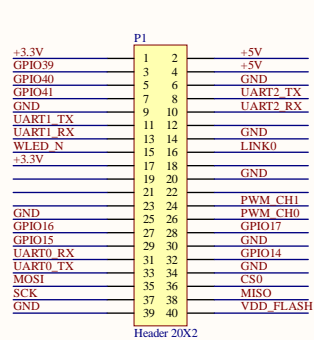 P1
+3.3V 1 2 +5V
GPIO39 3 4 +5V
GPIO40 5 6 GND
GPIO41 7 8 UART2_TX
GND 9 10 UART2_RX
UART1_TX 11 12
UART1_RX 13 14 GND
WLED_N 15 16 LINK0
+3.3V 17 18
19 20 GND
21 22
23 24 PWM_CH1
GND 25 26 PWM_CH0
GPIO16 27 28 GPIO17
GPIO15 29 30 GND
UART0_RX 31 32 GPIO14
UART0_TX 33 34 GND
MOSI 35 36 CS0
SCK 37 38 MISO
GND 39 40 VDD_FLASH
Header 20X2